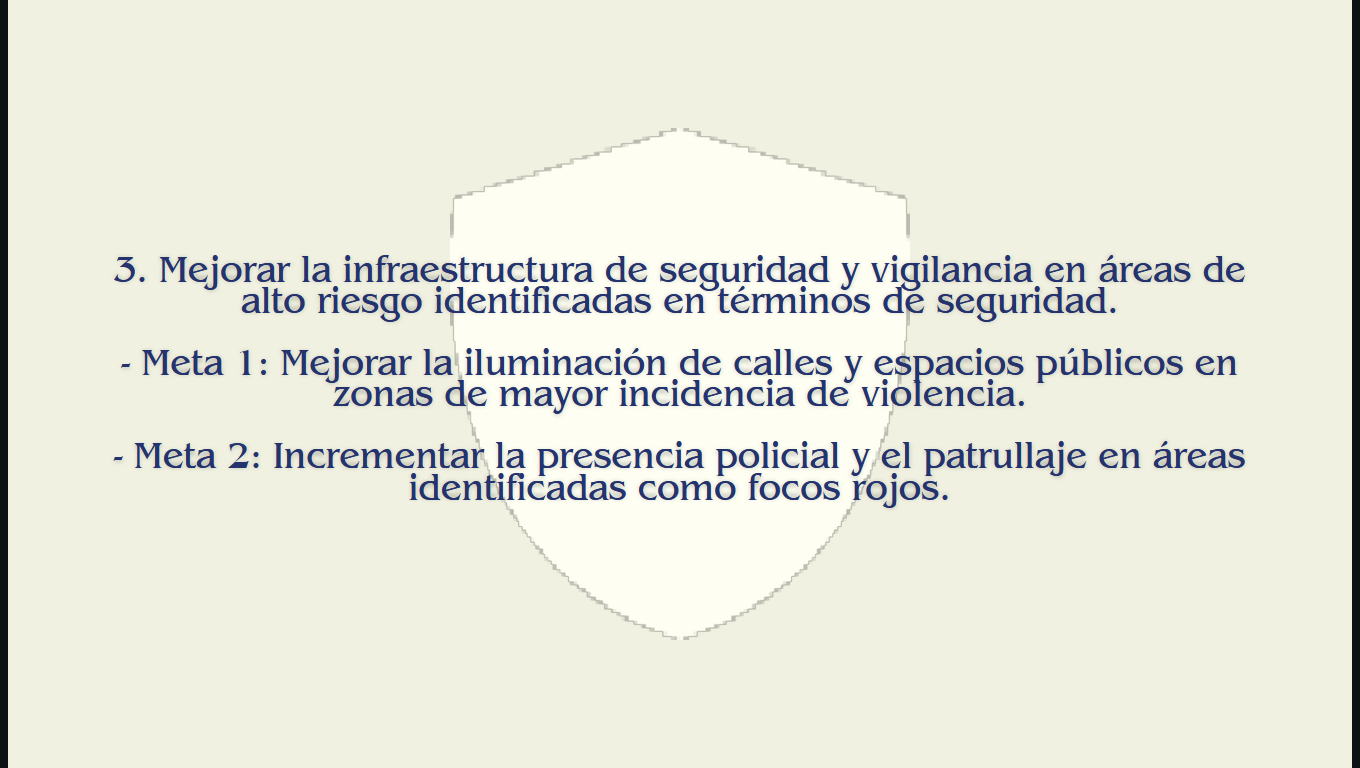 3. Mejorar la infraestructura de seguridad y vigilancia en áreas de
alto riesgo identificadas en términos de seguridad.
- Meta 1: Mejorar la iluminación de calles y espacios públicos en
zonas de mayor incidencia de violencia.
- Meta 2: Incrementar la presencia policial y el patrullaje en áreas
identificadas como focos rojos.